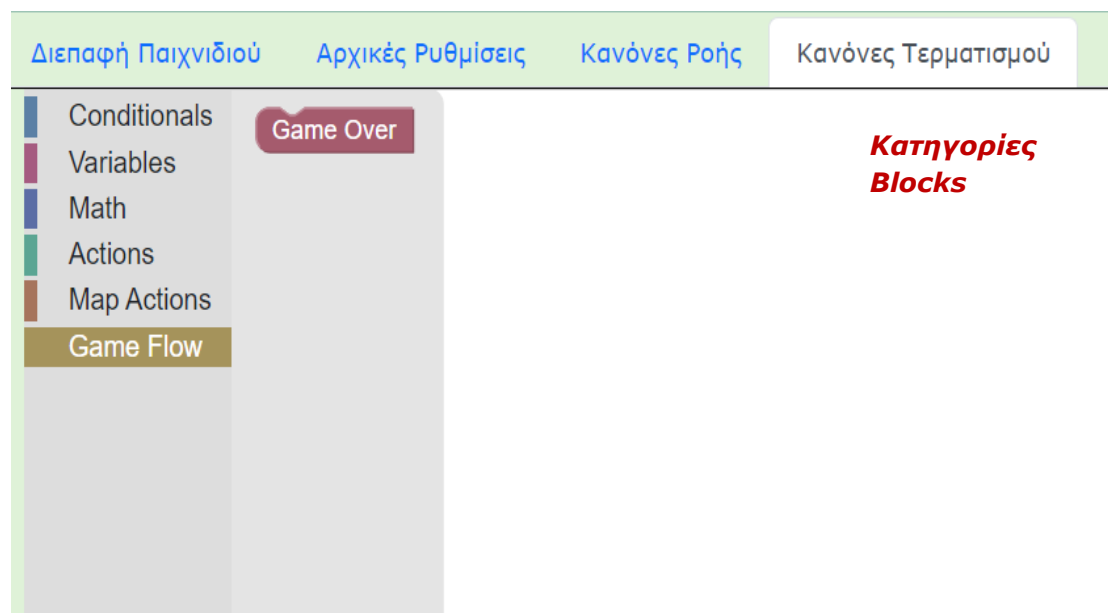 Διεπαφή Παιχνιδιού Αρχικές Ρυθμίσεις Κανόνες Ροής Κανόνες Τερματισμού
Conditionals
Variables
Math
Actions
Map Actions
Game Flow
Game Over
Κατηγορίες
Blocks